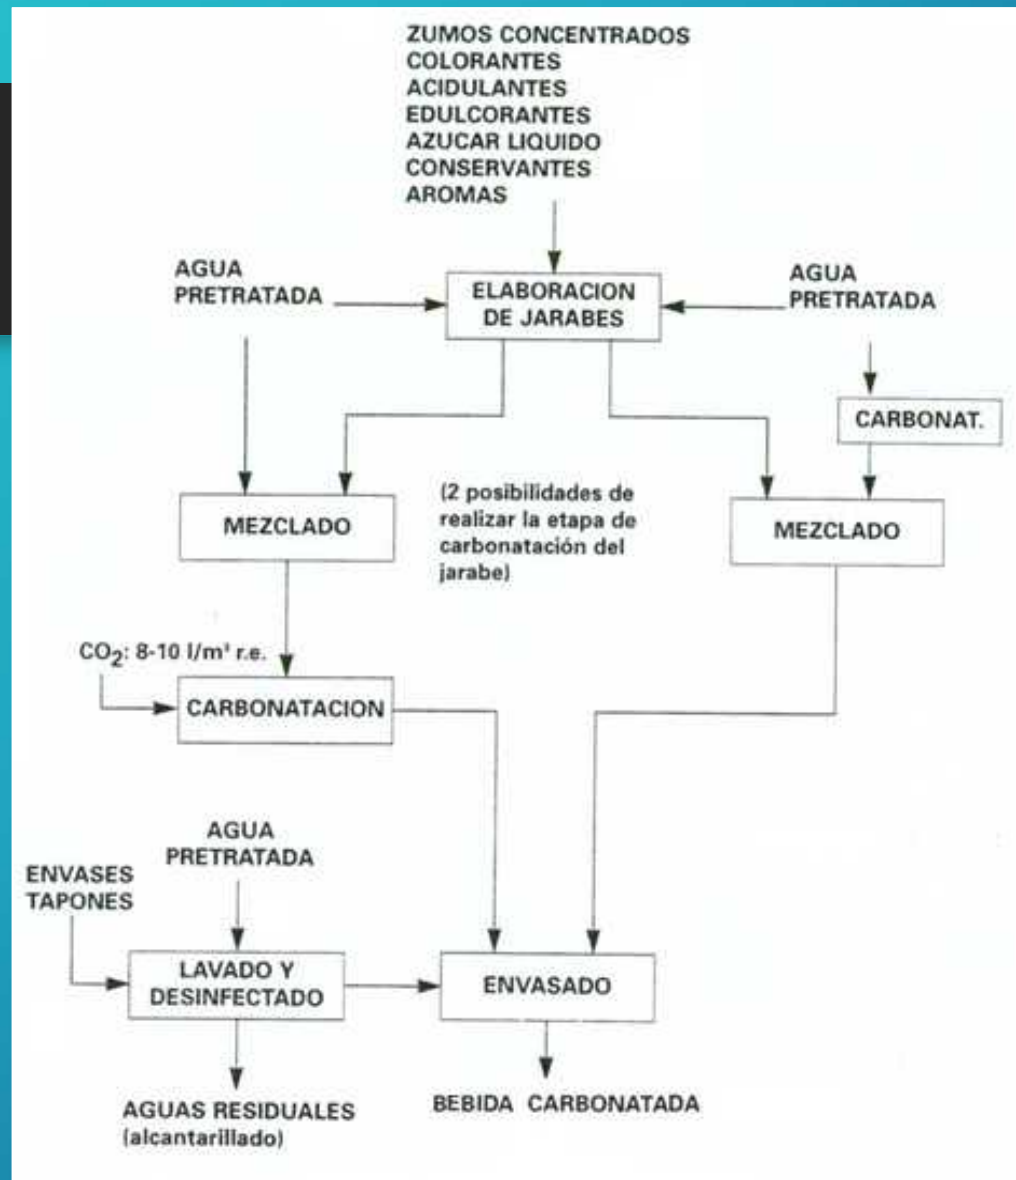 ZUMOS CONCENTRADOS
COLORANTES
ACIDULANTES
EDULCORANTES
AZUCAR LIQUIDO
CONSERVANTES
AROMAS
AGUA
PRETRATADA
ELABORACION
DE JARABES
AGUA
PRETRATADA
CARBONAT.
MEZCLADO
(2 posibilidades de
realizar la etapa de
carbonatación del
jarabe)
MEZCLADO
CO₂: 8-10 l/m³ r.e.
CARBONATACION
AGUA
PRETRATADA
ENVASES
TAPONES
LAVADO Y
DESINFECTADO
ENVASADO
AGUAS RESIDUALES
(alcantarillado)
BEBIDA CARBONATADA